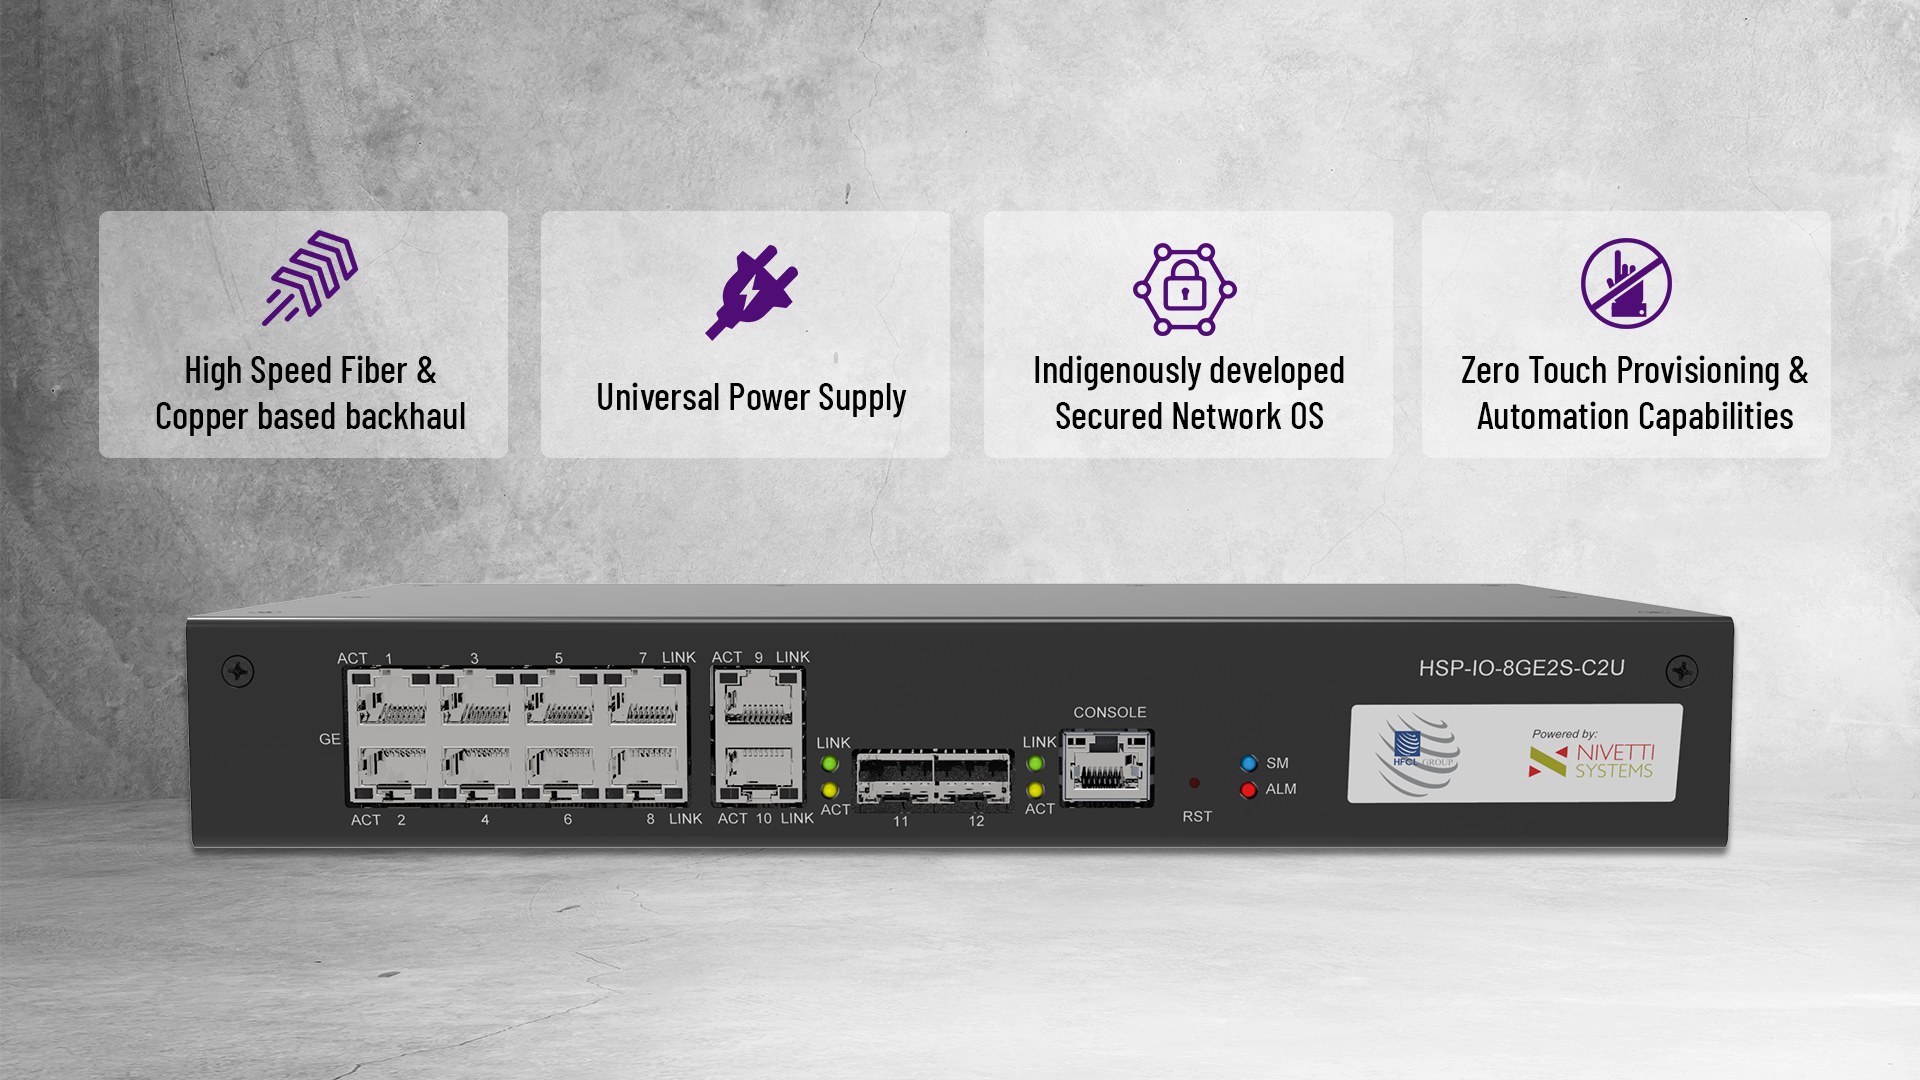 High Speed Fiber &
Copper based backhaul
Universal Power Supply
Indigenously developed
Secured Network OS
Zero Touch Provisioning &
Automation Capabilities
ACT 1 3 5 7 LINK
ACT 9 LINK
HSP-IO-8GE2S-C2U
GE
CONSOLE
LINK
LINK
ACT
ACT
11 12
RST
SM
ALM
HFCL GROUP
Powered by:
NIVETTI
SYSTEMS
ACT 2 4 6 8 LINK
ACT 10 LINK